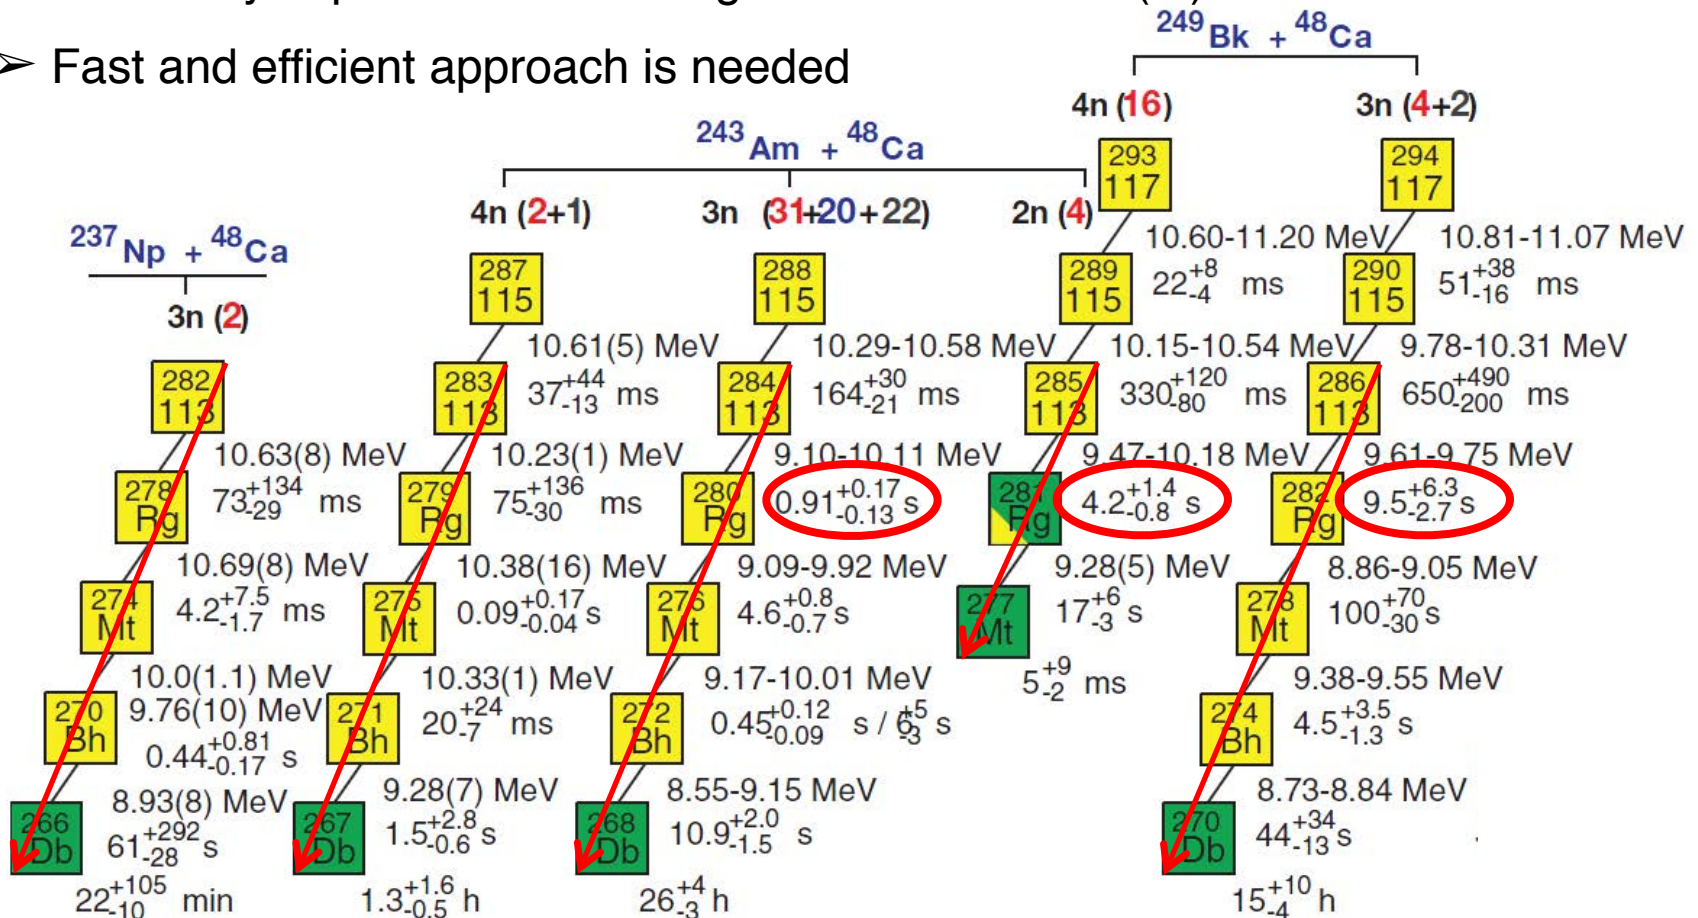 ➢ Fast and efficient approach is needed
249Bk + 48Ca
4n (16) 3n (4+2)
243Am + 48Ca
4n (2+1) 3n (31+20+22) 2n (4)
237Np + 48Ca
3n (2)
293 117
294 117
10.60-11.20 MeV 10.81-11.07 MeV
287 115
288 115
289 115
22+8-4 ms
290 115
51+38-16 ms
10.61(5) MeV 10.29-10.58 MeV 10.15-10.54 MeV 9.78-10.31 MeV
282 113
283 113
37+44-13 ms
284 113
164+30-21 ms
285 113
330+120-80 ms
286 113
650+490-200 ms
10.63(8) MeV 10.23(1) MeV 9.10-10.11 MeV 9.47-10.18 MeV 9.61-9.75 MeV
278 Rg
73+134-29 ms
279 Rg
75+136-30 ms
280 Rg
0.91+0.17-0.13 s
281 Rg
4.2+1.4-0.8 s
282 Rg
9.5+6.3-2.7 s
10.69(8) MeV 10.38(16) MeV 9.09-9.92 MeV 9.28(5) MeV 8.86-9.05 MeV
274 Mt
4.2+7.5-1.7 ms
275 Mt
0.09+0.17-0.04 s
276 Mt
4.6+0.8-0.7 s
277 Mt
17+6-3 s
278 Mt
100+70-30 s
10.0(1.1) MeV 10.33(1) MeV 9.17-10.01 MeV 5+9-2 ms 9.38-9.55 MeV
270 Bh
9.76(10) MeV
0.44+0.81-0.17 s
271 Bh
20+24-7 ms
272 Bh
0.45+0.12-0.09 s / 6+5-3 s
274 Bh
4.5+3.5-1.3 s
8.93(8) MeV 9.28(7) MeV 8.55-9.15 MeV 8.73-8.84 MeV
266 Db
61+292-28 s
267 Db
1.5+2.8-0.6 s
268 Db
10.9+2.0-1.5 s
270 Db
44+34-13 s
22+105-10 min 1.3+1.6-0.5 h 26+4-3 h 15+10-4 h